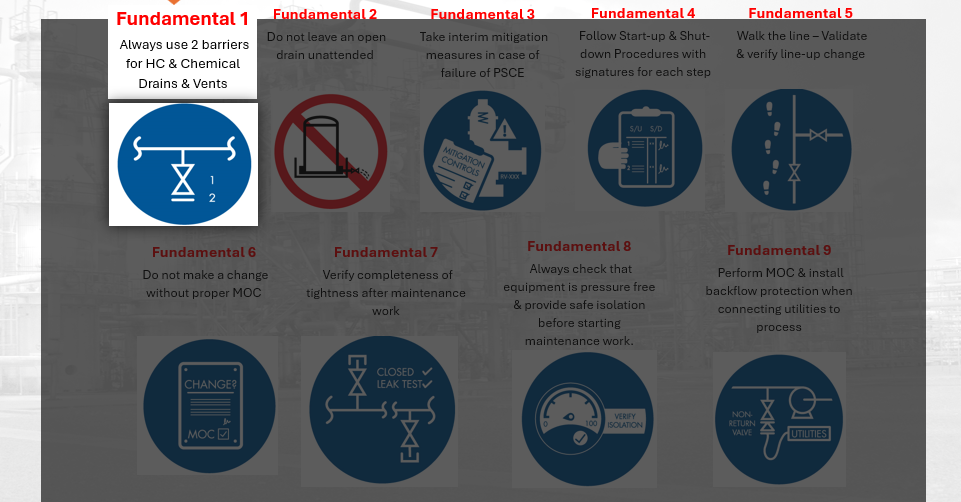 Fundamental 1
Always use 2 barriers
for HC & Chemical
Drains & Vents
1
2
Fundamental 2
Do not leave an open
drain unattended
Fundamental 3
Take interim mitigation
measures in case of
failure of PSCE
MITIGATION
CONTROLS
Fundamental 4
Follow Start-up & Shut-
down Procedures with
signatures for each step
S/U S/D
1
2
Fundamental 5
Walk the line – Validate
& verify line-up change
Fundamental 6
Do not make a change
without proper MOC
CHANGE?
MOC
Fundamental 7
Verify completeness of
tightness after maintenance
work
CLOSED
LEAK TEST
Fundamental 8
Always check that
equipment is pressure free
& provide safe isolation
before starting
maintenance work.
0 100
VERIFY
ISOLATION
Fundamental 9
Perform MOC & install
backflow protection when
connecting utilities to
process
NON-
RETURN
VALVE
UTILITIES